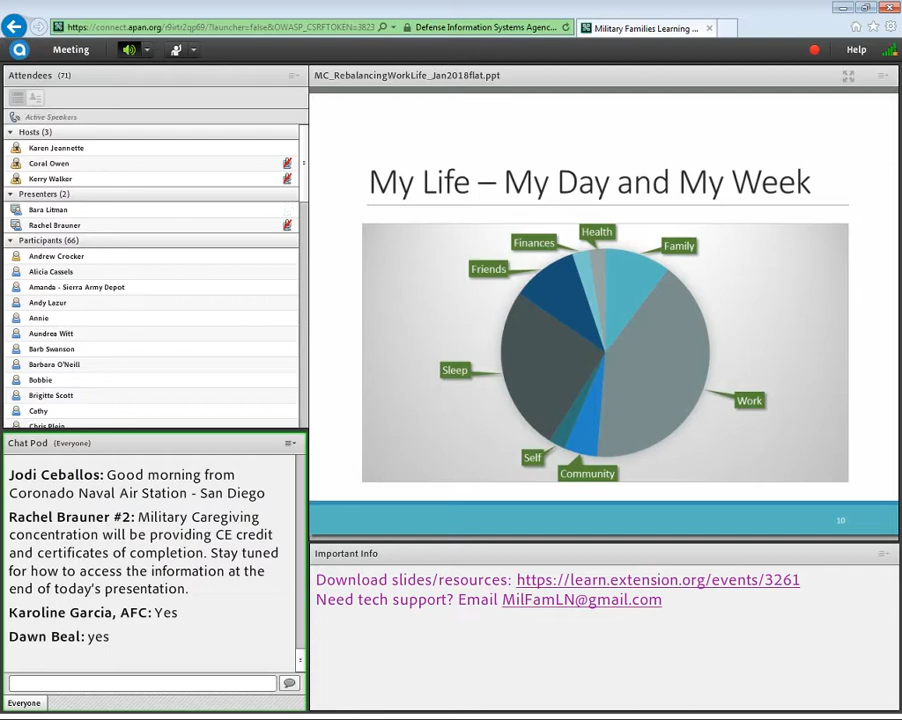 https://connect.apan.org/r9irtr2qp69/?launcher=false&OWASP_CSRFTOKEN=3823
Defense Information Systems Agenc...
Military Families Learning ...
Meeting
Help
Attendees (71)
Active Speakers
Hosts (3)
Karen Jeannette
Coral Owen
Kerry Walker
Presenters (2)
Bara Litman
Rachel Brauner
Participants (66)
Andrew Crocker
Alicia Cassels
Amanda - Sierra Army Depot
Andy Lazur
Annie
Aundrea Witt
Barb Swanson
Barbara O'Neill
Bobbie
Brigitte Scott
Cathy
Chris Plein
Chat Pod (Everyone)
Jodi Ceballos: Good morning from
Coronado Naval Air Station - San Diego
Rachel Brauner #2: Military Caregiving
concentration will be providing CE credit
and certificates of completion. Stay tuned
for how to access the information at the
end of today's presentation.
Karoline Garcia, AFC: Yes
Dawn Beal: yes
Everyone
MC_RebalancingWorkLife_Jan2018flat.ppt
My Life – My Day and My Week
Health
Finances
Family
Friends
Sleep
Work
Self
Community
10
Important Info
Download slides/resources: https://learn.extension.org/events/3261
Need tech support? Email MilFamLN@gmail.com